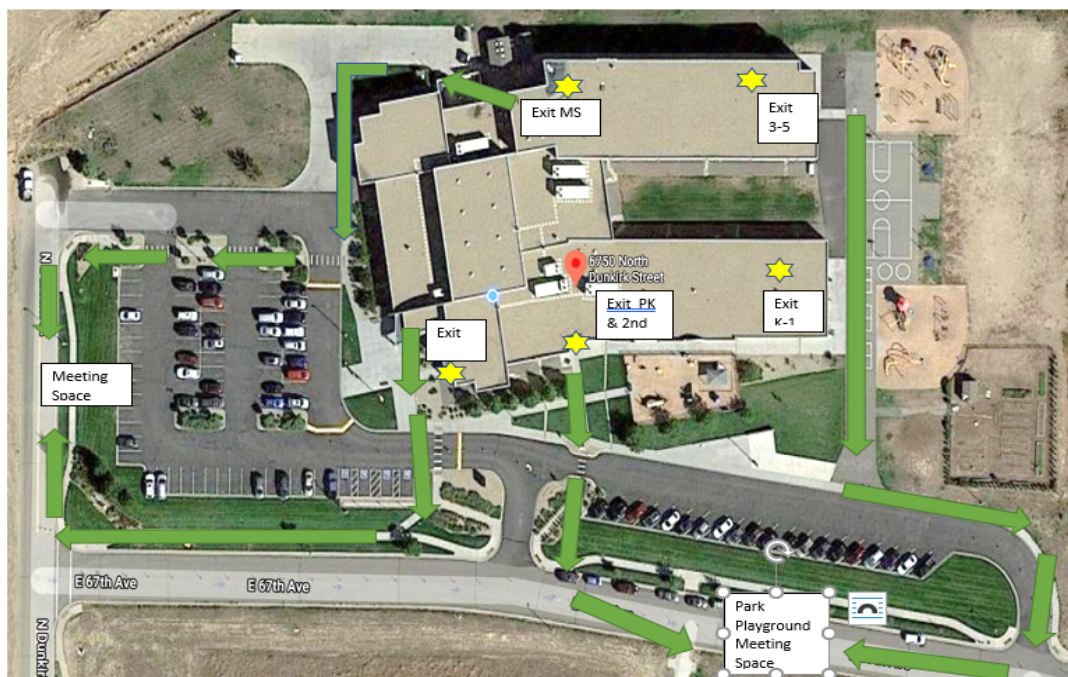 Exit MS
Exit
3-5
6750 North
Dunkirk Street
Exit PK
& 2nd
Exit
K-1
Exit
N
Meeting
Space
E 67th Ave
E 67th Ave
N Dunkir
Park
Playground
Meeting
Space